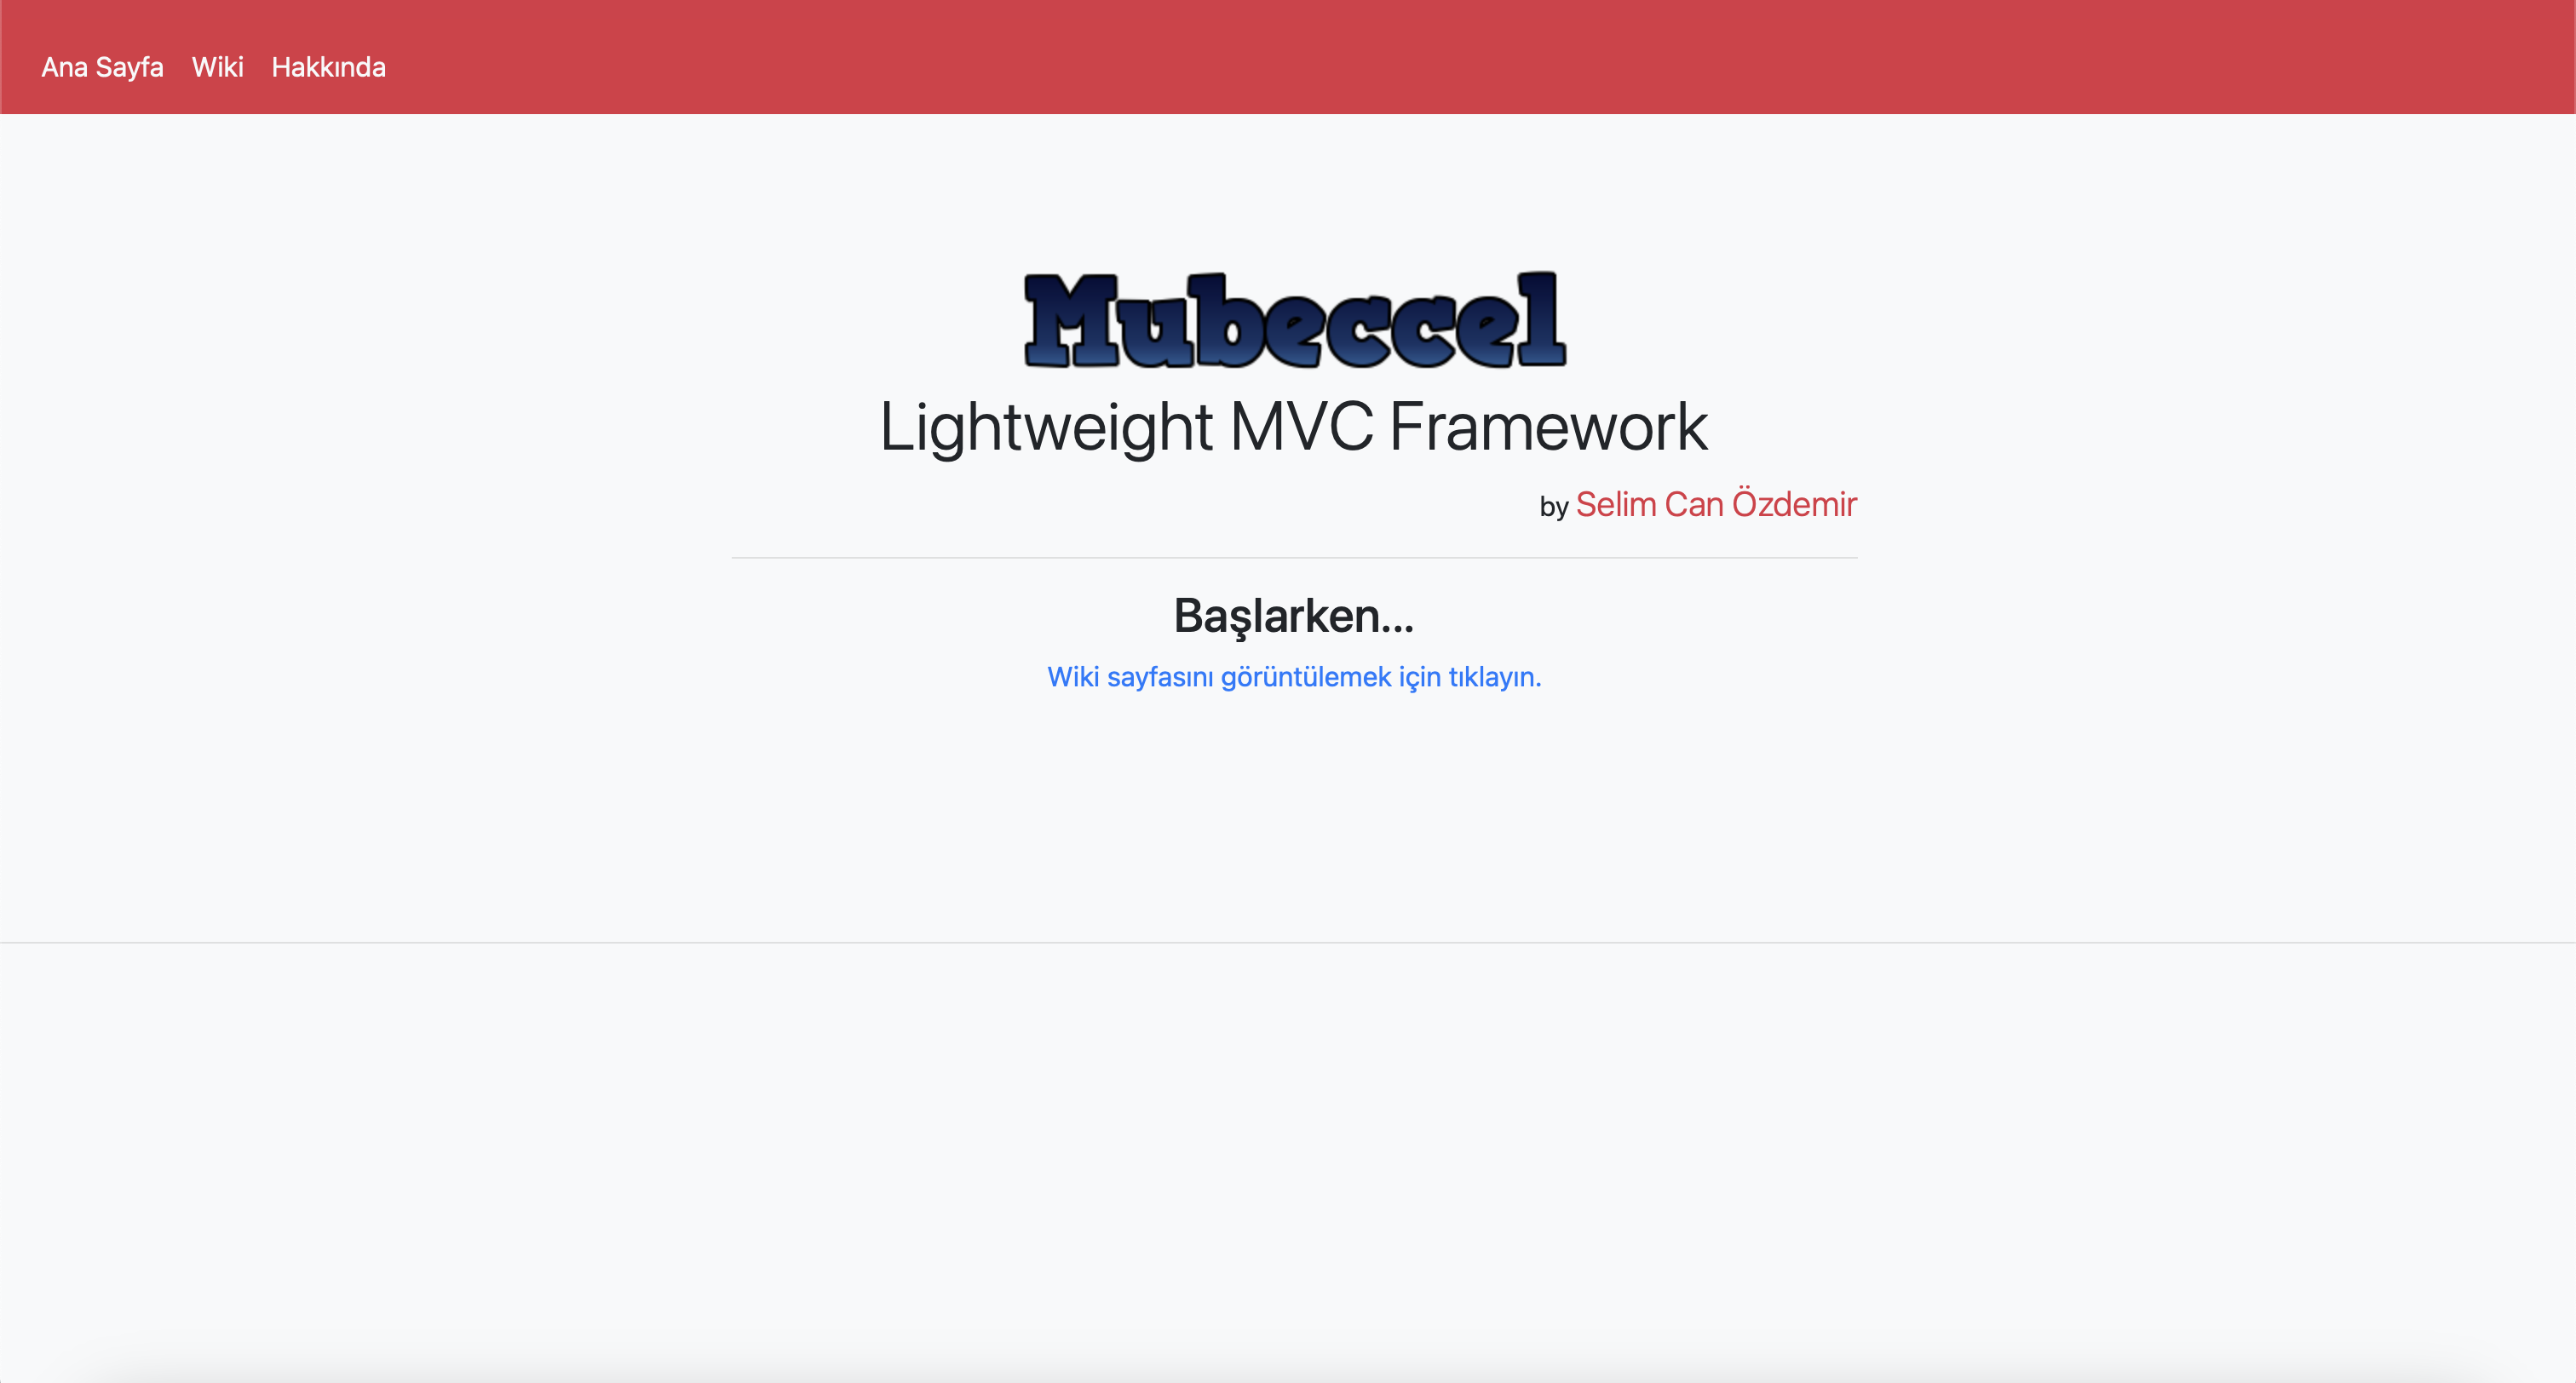 Ana Sayfa Wiki Hakkında
Mubeccel
Lightweight MVC Framework
by Selim Can Özdemir
Başlarken...
Wiki sayfasını görüntülemek için tıklayın.